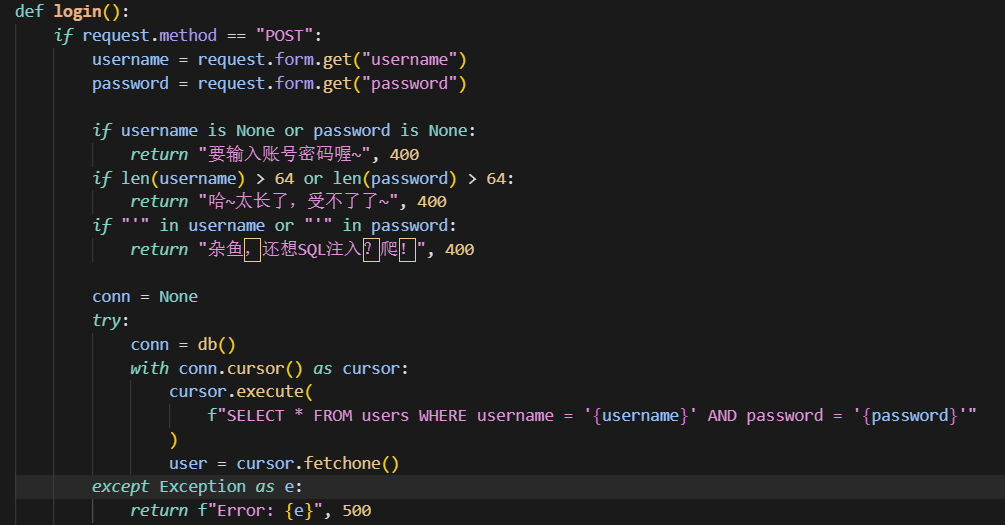 def login():
    if request.method == "POST":
        username = request.form.get("username")
        password = request.form.get("password")

        if username is None or password is None:
            return "要输入账号密码喔~", 400
        if len(username) > 64 or len(password) > 64:
            return "哈~太长了，受不了了~", 400
        if "'" in username or "'" in password:
            return "杂鱼，还想SQL注入？爬！", 400

        conn = None
        try:
            conn = db()
            with conn.cursor() as cursor:
                cursor.execute(
                    f"SELECT * FROM users WHERE username = '{username}' AND password = '{password}'"
                )
                user = cursor.fetchone()
        except Exception as e:
            return f"Error: {e}", 500